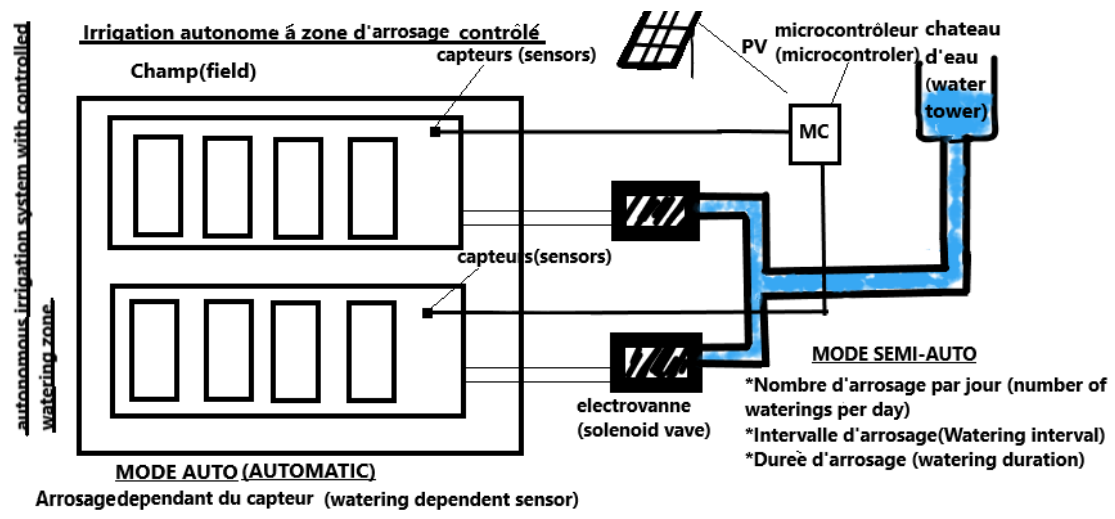 Irrigation autonome á zone d'arrosage contrôlé
autonomous irrigation system with controlled
watering zone
Champ(field)
capteurs (sensors)
PV
microcontrôleur
(microcontroler)
chateau
d'eau
(water
tower)
MC
capteurs(sensors)
electrovanne
(solenoid vave)
MODE SEMI-AUTO
*Nombre d'arrosage par jour (number of
waterings per day)
*Intervalle d'arrosage(Watering interval)
*Dureè d'arrosage (watering duration)
MODE AUTO (AUTOMATIC)
Arrosage dependant du capteur (watering dependent sensor)